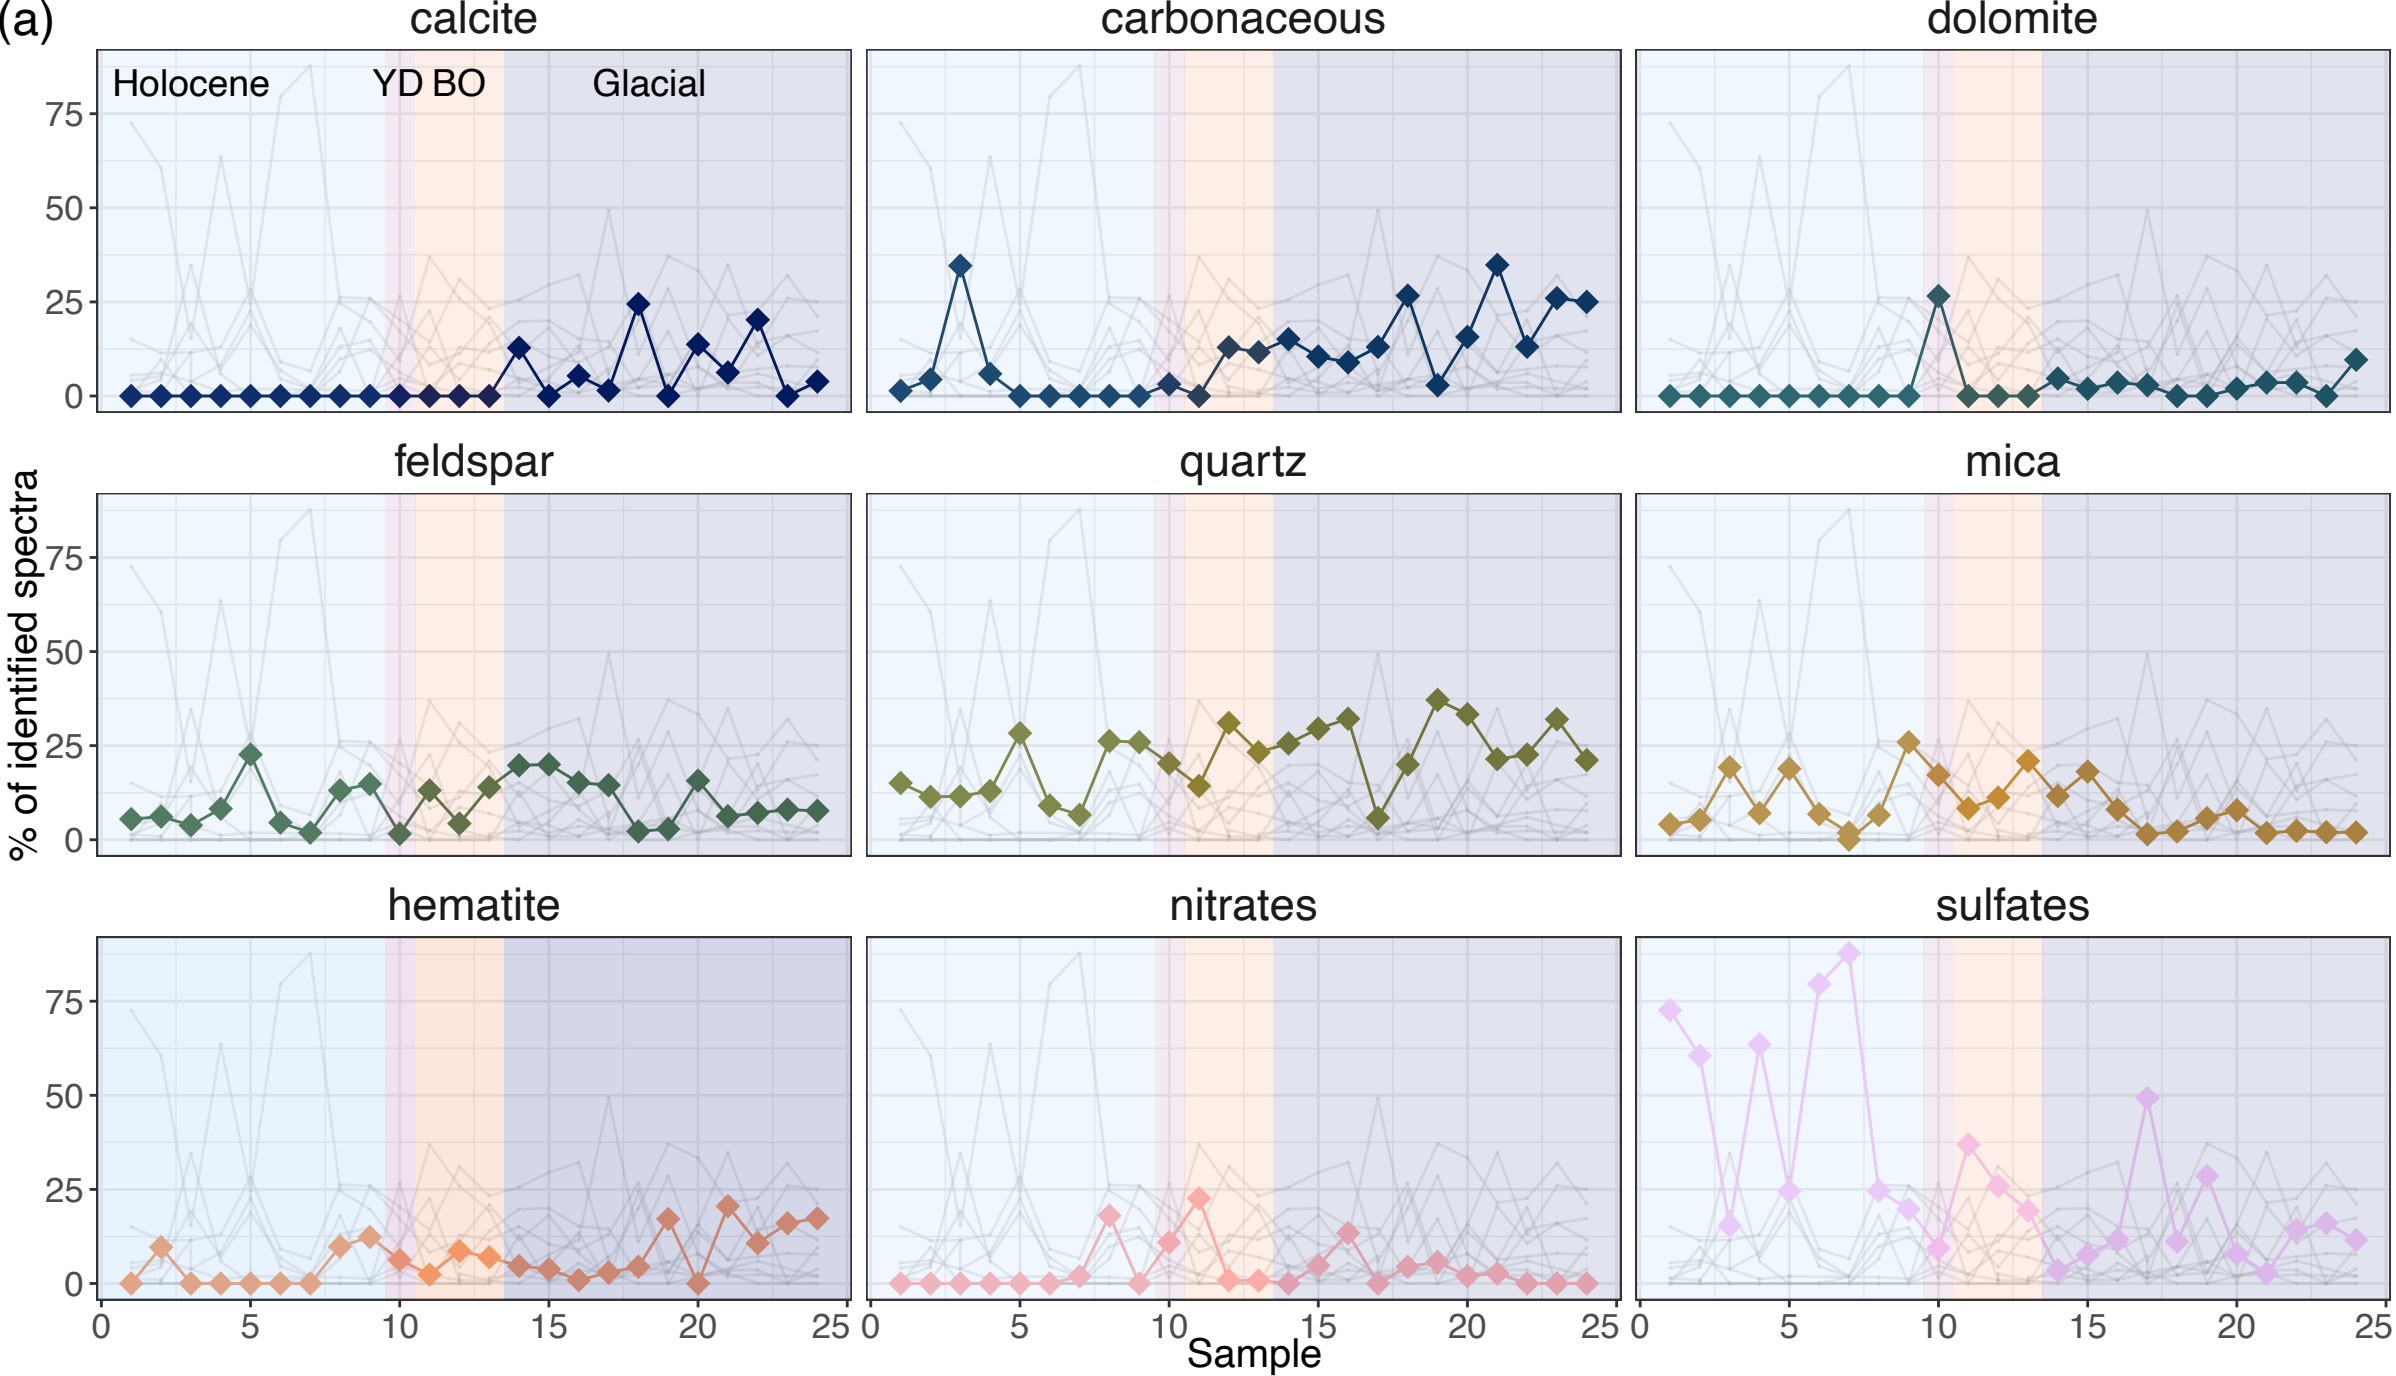 (a)
calcite
carbonaceous
dolomite
Holocene
YD BO
Glacial
75
50
25
0
feldspar
quartz
mica
75
50
25
0
% of identified spectra
hematite
nitrates
sulfates
75
50
25
0
0 5 10 15 20 25
0 5 10 15 20 25
0 5 10 15 20 25
Sample